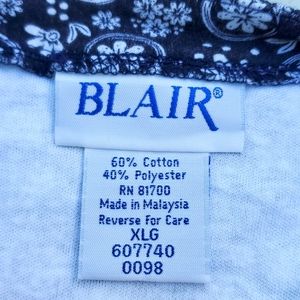 BLAIR®
60% Cotton
40% Polyester
RN 81700
Made in Malaysia
Reverse For Care
XLG
607740
0098